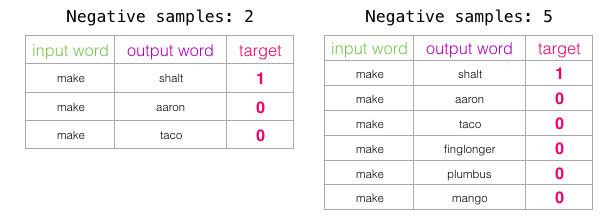 Negative samples: 2
input word output word target
make shalt 1
make aaron 0
make taco 0
Negative samples: 5
input word output word target
make shalt 1
make aaron 0
make taco 0
make finglonger 0
make plumbus 0
make mango 0